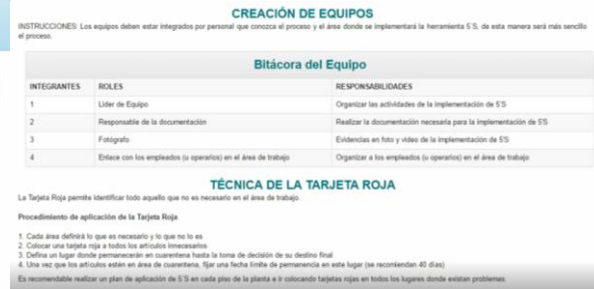 CREACIÓN DE EQUIPOS
INSTRUCCIONES: Los equipos deben estar integrados por personal que conozca el proceso y el área donde se implementará la herramienta 5´S, de esta manera será más sencillo
el proceso.
Bitácora del Equipo
INTEGRANTES ROLES RESPONSABILIDADES
1 Líder de Equipo Organizar las actividades de la implementación de 5'S
2 Responsable de la documentación Realizar la documentación necesaria para la implementación de 5'S
3 Fotógrafo Evidencias en foto y video de la implementación de 5'S
4 Enlace con los empleados (u operarios) en el área de trabajo Organizar a los empleados (u operarios) en el área de trabajo
TÉCNICA DE LA TARJETA ROJA
La Tarjeta Roja permite identificar todo aquello que no es necesario en el área de trabajo.
Procedimiento de aplicación de la Tarjeta Roja
1. Cada área definirá lo que es necesario y lo que no lo es
2. Colocar una tarjeta roja a todos los artículos innecesarios
3. Defina un lugar donde permanecerán en cuarentena hasta la toma de decisión de su destino final
4. Una vez que los artículos estén en área de cuarentena, fijar una fecha límite de permanencia en este lugar (se recomiendan 40 días)
Es recomendable realizar un plan de aplicación de 5´S en cada piso de la planta e ir colocando tarjetas rojas en todos los lugares donde existan problemas.